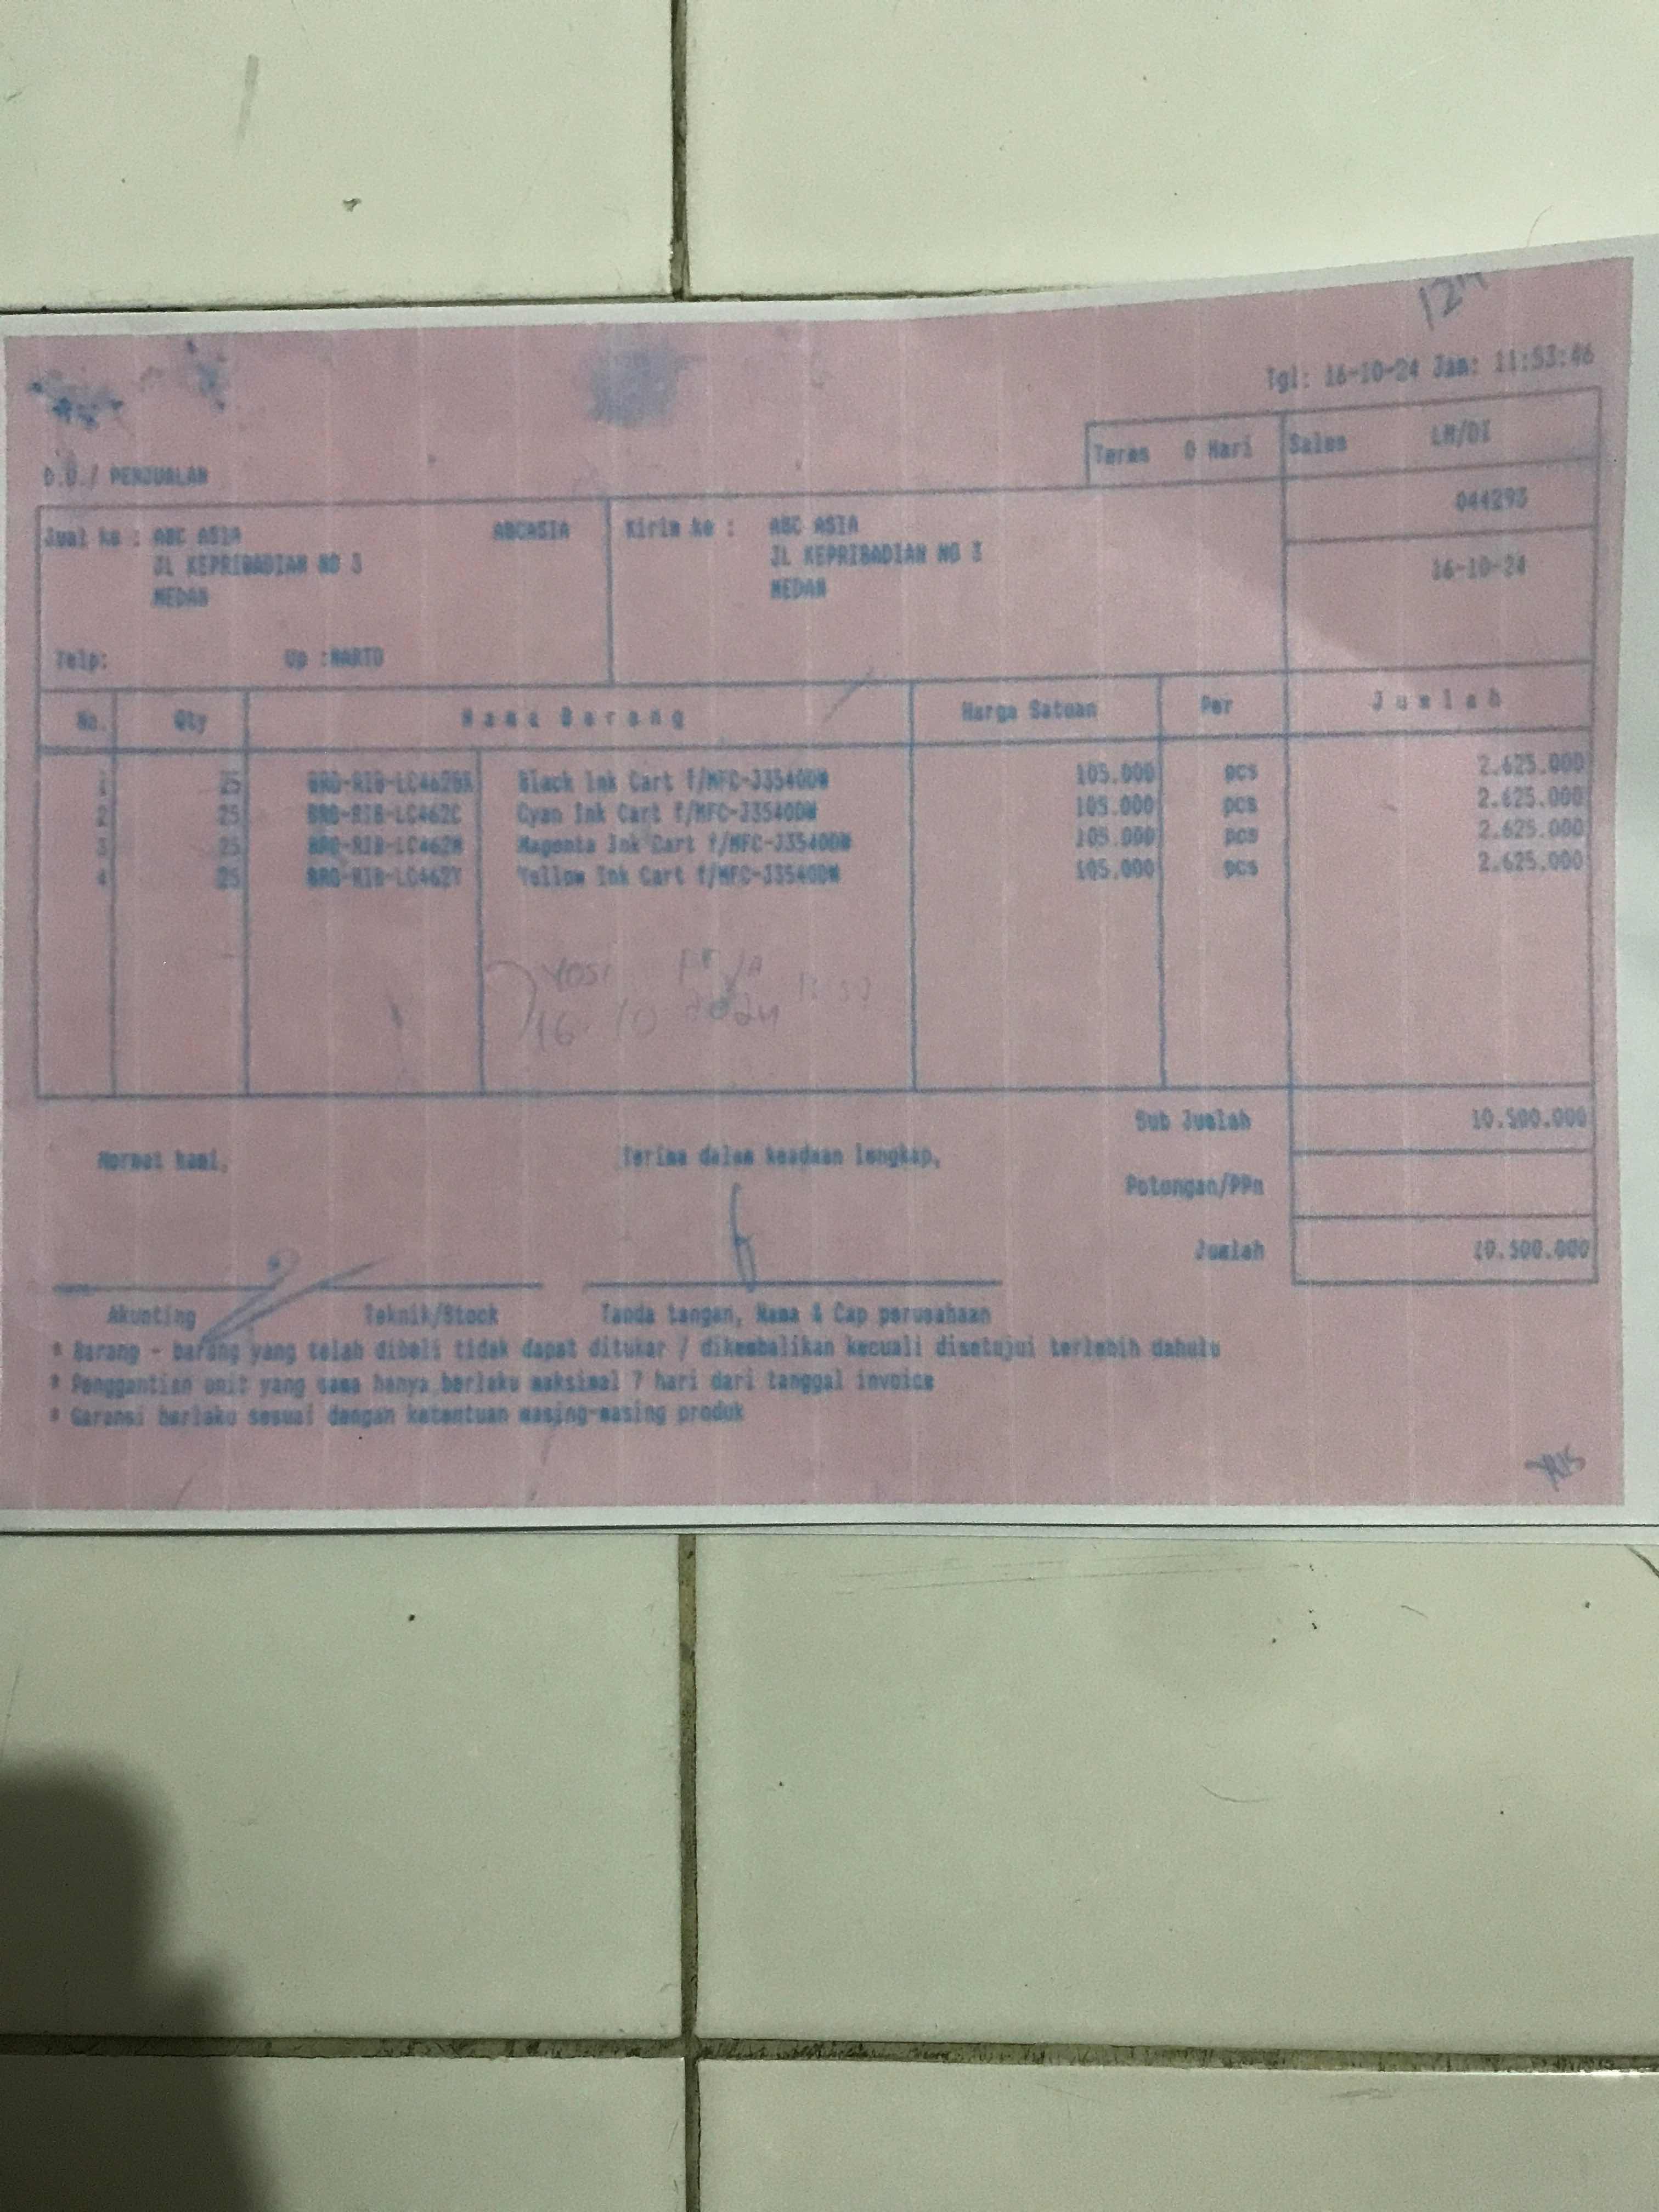 Tgl: 16-10-24 Jam: 11:53:46
D.O./ PENJUALAN
Terms 0 Hari Sales LM/DI
044293
16-10-24
Jual ke : ABC ASIA ABCASIA
JL KEPRIBADIAN NO 3
MEDAN
Telp: Up :
Kirim ke : ABC ASIA
JL KEPRIBADIAN NO 3
MEDAN
No. Qty Nama Barang Harga Satuan Per Jumlah
1 25 BRO-RIB-LC462BK Black Ink Cart f/MFC-J3540DW 105.000 pcs 2.625.000
2 25 BRO-RIB-LC462C Cyan Ink Cart f/MFC-J3540DW 105.000 pcs 2.625.000
3 25 BRO-RIB-LC462M Magenta Ink Cart f/MFC-J3540DW 105.000 pcs 2.625.000
4 25 BRO-RIB-LC462Y Yellow Ink Cart f/MFC-J3540DW 105.000 pcs 2.625.000
Yosi
16.10 2024
Sub Jumlah 10.500.000
Potongan/PPn
Jumlah 10.500.000
Hormat kami,
Terima dalam keadaan lengkap,
Akunting Teknik/Stock Tanda tangan, Nama & Cap perusahaan
* Barang - barang yang telah dibeli tidak dapat ditukar / dikembalikan kecuali disetujui terlebih dahulu
* Penggantian unit yang sama hanya berlaku maksimal 7 hari dari tanggal invoice
* Garansi berlaku sesuai dengan ketentuan masing-masing produk